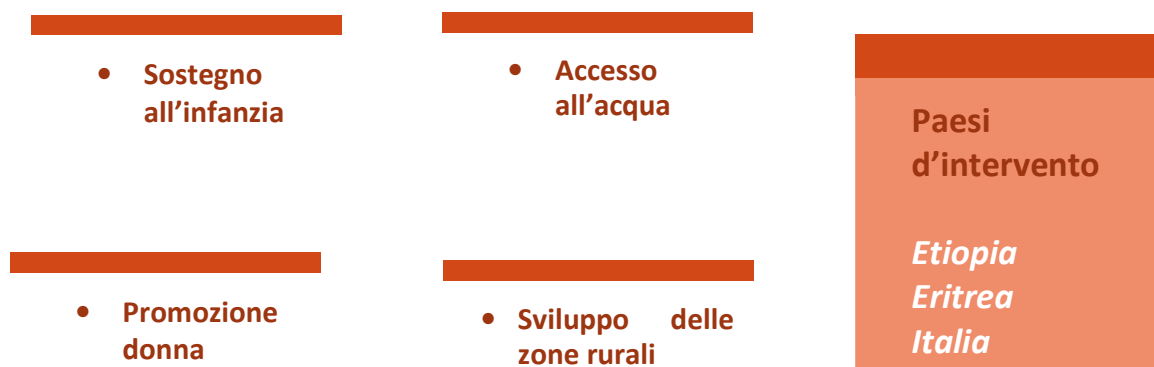 • Sostegno
all’infanzia
• Accesso
all’acqua
• Promozione
donna
• Sviluppo delle
zone rurali
Paesi
d’intervento
Etiopia
Eritrea
Italia